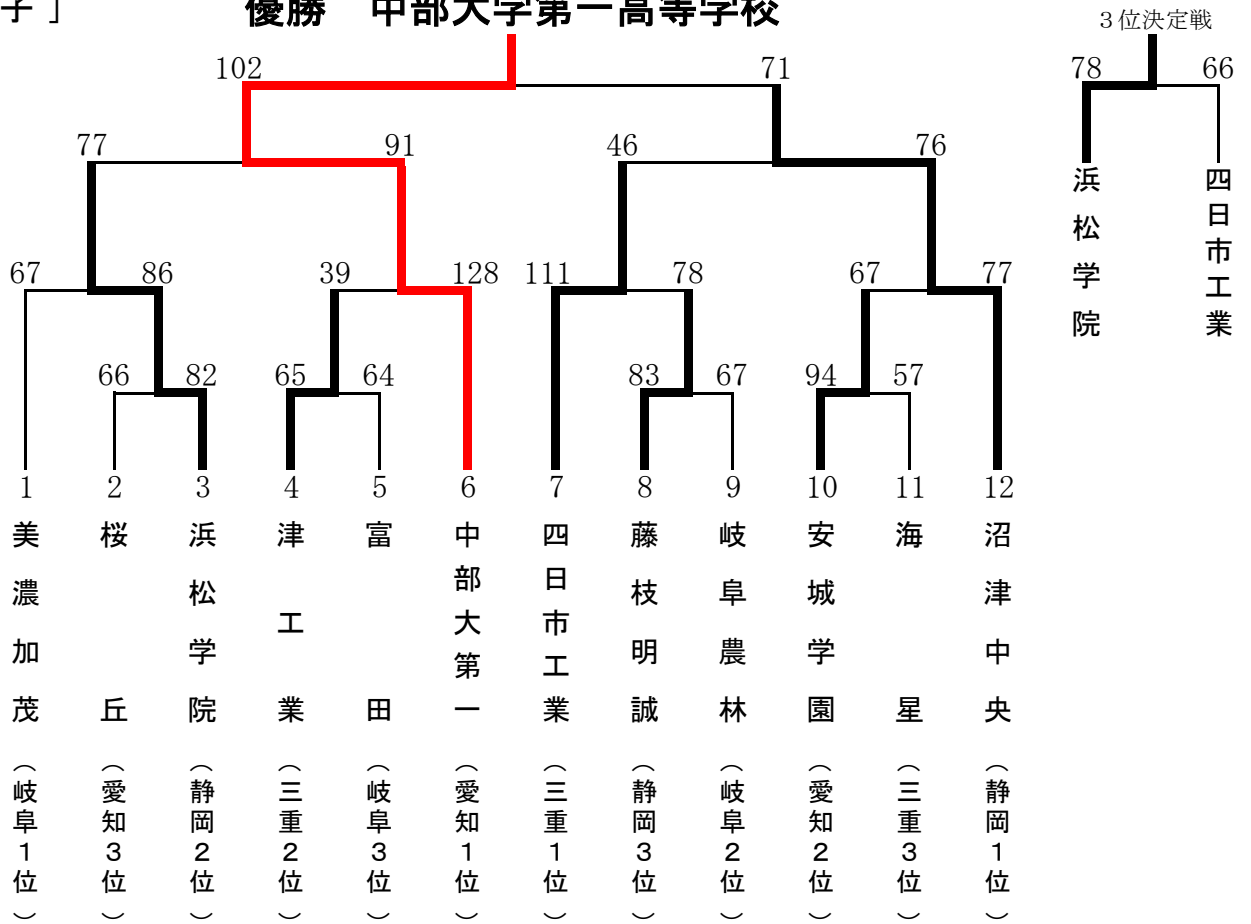 子 ］
優勝　中部大学第一高等学校
３位決定戦
102
71
78
66
77
91
46
76
浜松学院
四日市工業
67
86
39
128
111
78
67
77
66
82
65
64
83
67
94
57
1
2
3
4
5
6
7
8
9
10
11
12
美濃加茂
桜丘
浜松学院
津工業
富田
中部大第一
四日市工業
藤枝明誠
岐阜農林
安城学園
海星
沼津中央
（岐阜１位）
（愛知３位）
（静岡２位）
（三重２位）
（岐阜３位）
（愛知１位）
（三重１位）
（静岡３位）
（岐阜２位）
（愛知２位）
（三重３位）
（静岡１位）